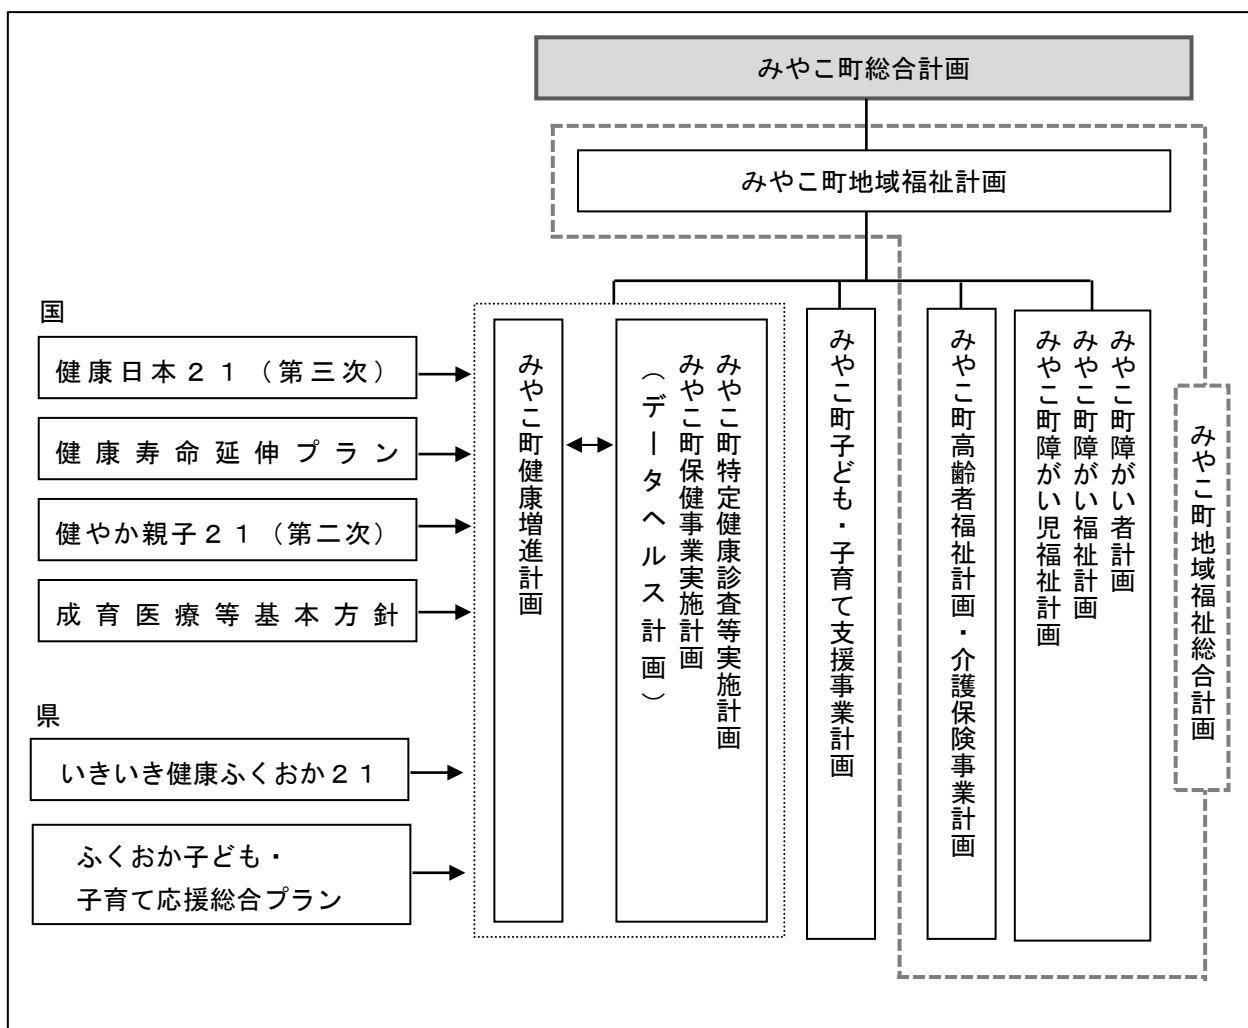 みやこ町総合計画
みやこ町地域福祉計画
国
健康日本２１（第三次）
健康寿命延伸プラン
健やか親子２１（第二次）
成育医療等基本方針
県
いきいき健康ふくおか２１
ふくおか子ども・
子育て応援総合プラン
みやこ町健康増進計画
みやこ町特定健康診査等実施計画
みやこ町保健事業実施計画
（データヘルス計画）
みやこ町子ども・子育て支援事業計画
みやこ町高齢者福祉計画・介護保険事業計画
みやこ町障がい者計画
みやこ町障がい福祉計画
みやこ町障がい児福祉計画
みやこ町地域福祉総合計画